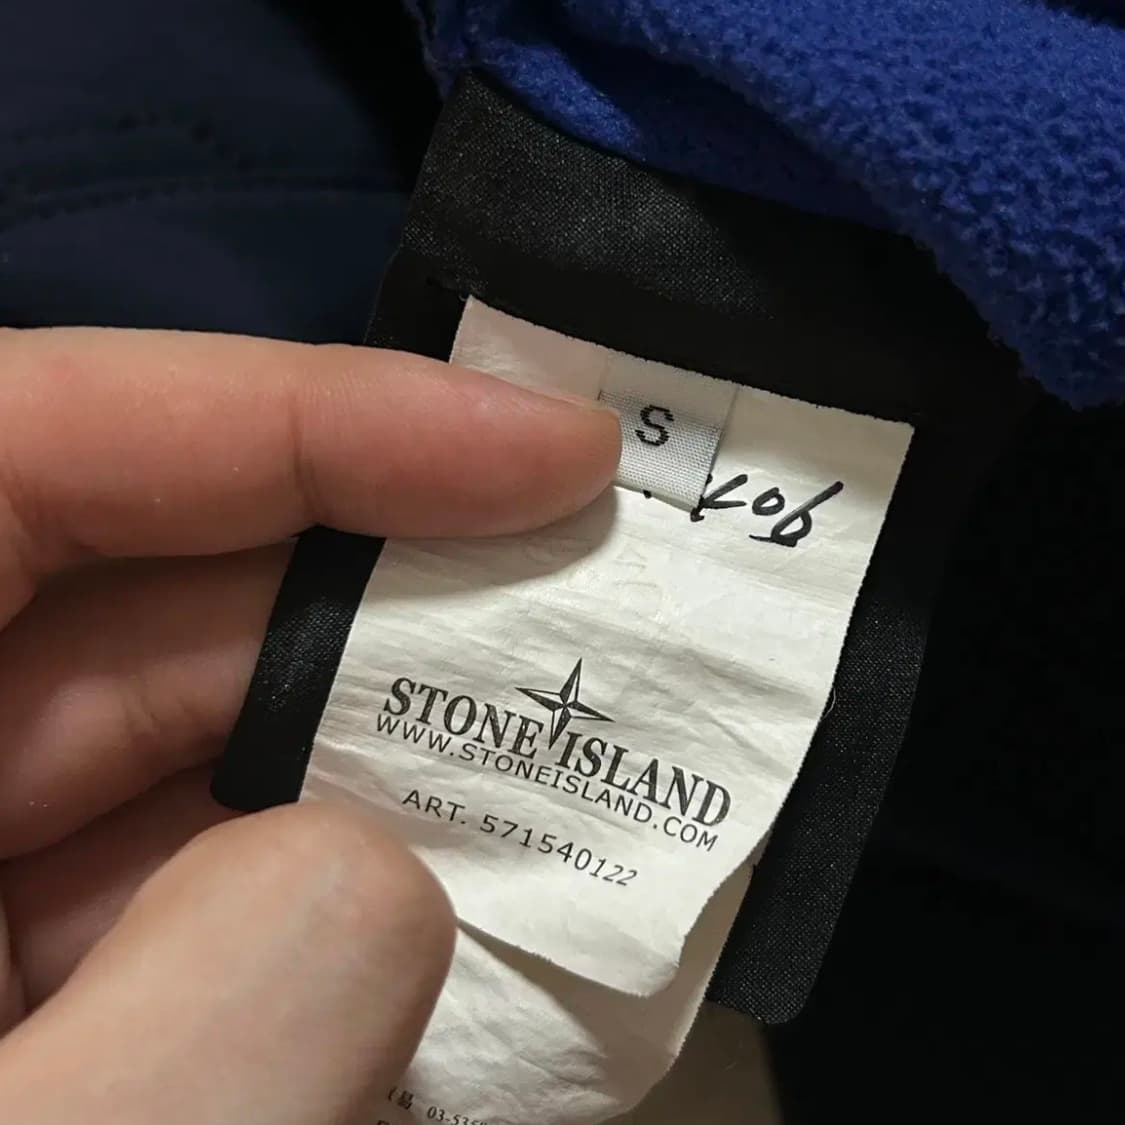 S
STONE ISLAND
WWW.STONEISLAND.COM
ART. 571540122